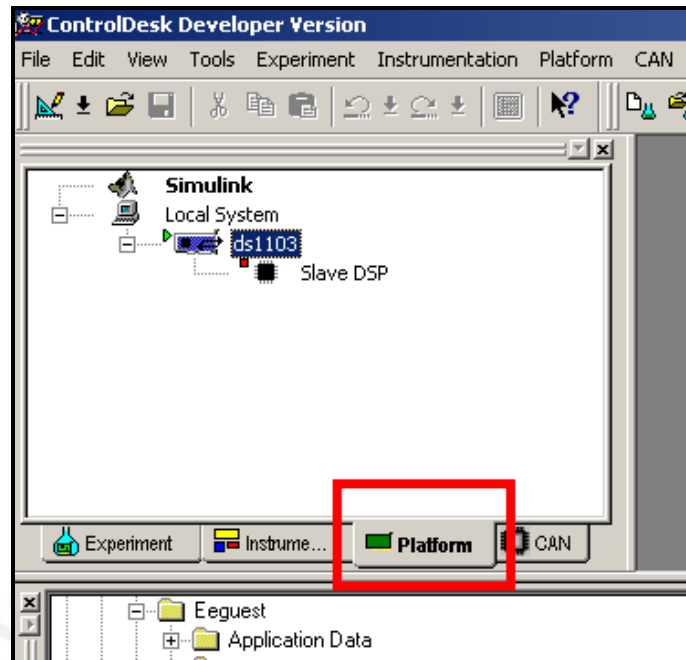 ControlDesk Developer Version
File Edit View Tools Experiment Instrumentation Platform CAN
Simulink
Local System
ds1103
Slave DSP
Experiment Instrume... Platform CAN
Eeguest
Application Data